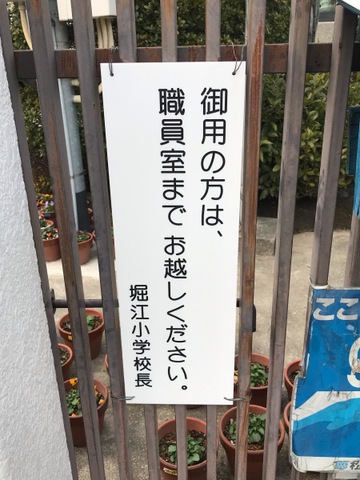 御用の方は、
職員室まで お越しください。
堀江小学校長
ここ